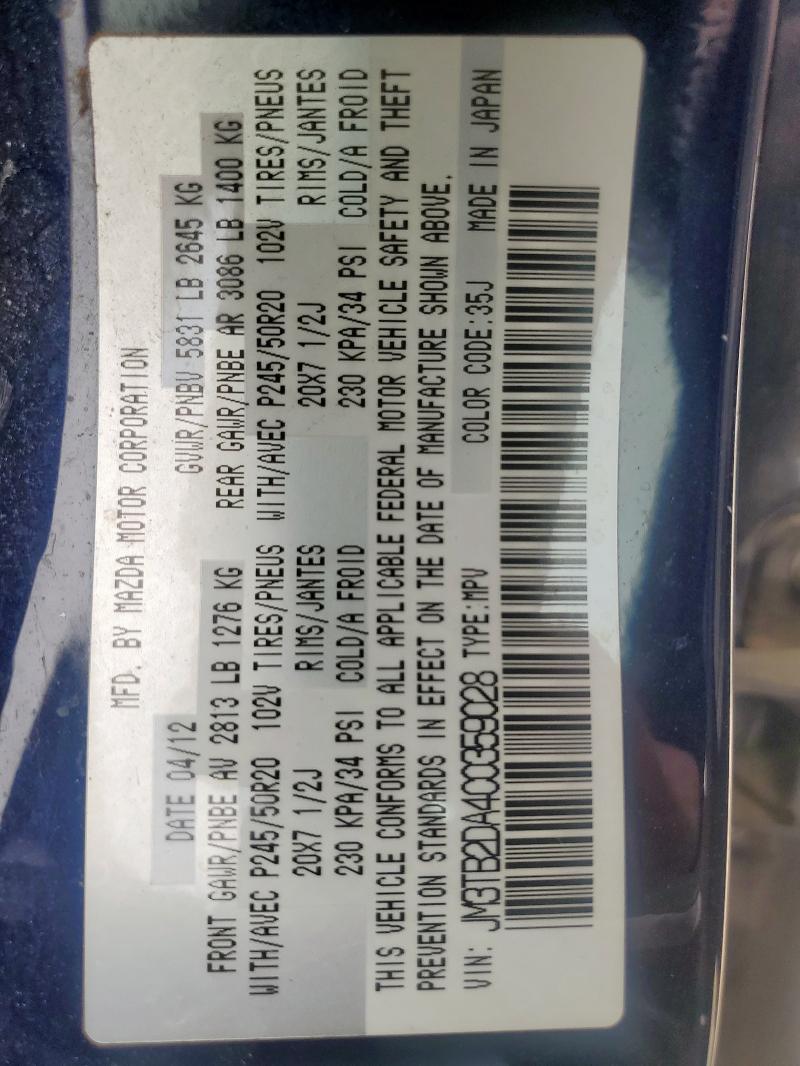 MFD. BY MAZDA MOTOR CORPORATION
DATE 04/12 GVWR/PNBV 5831 LB 2645 KG
FRONT GAWR/PNBE AV 2813 LB 1276 KG REAR GAWR/PNBE AR 3086 LB 1400 KG
WITH/AVEC P245/50R20 102V TIRES/PNEUS WITH/AVEC P245/50R20 102V TIRES/PNEUS
20X7 1/2J RIMS/JANTES 20X7 1/2J RIMS/JANTES
230 KPA/34 PSI COLD/A FROID 230 KPA/34 PSI COLD/A FROID
THIS VEHICLE CONFORMS TO ALL APPLICABLE FEDERAL MOTOR VEHICLE SAFETY AND THEFT
PREVENTION STANDARDS IN EFFECT ON THE DATE OF MANUFACTURE SHOWN ABOVE.
VIN: JM3TB2DA4C0359028 TYPE:MPV COLOR CODE:35J MADE IN JAPAN